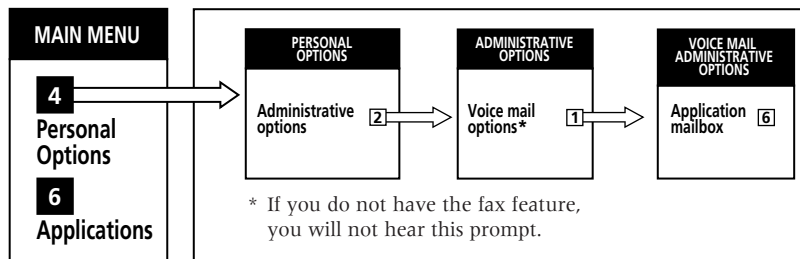 MAIN MENU
4
Personal
Options
6
Applications
PERSONAL
OPTIONS
Administrative
options 2
ADMINISTRATIVE
OPTIONS
Voice mail
options* 1
VOICE MAIL
ADMINISTRATIVE
OPTIONS
Application
mailbox 6
* If you do not have the fax feature,
you will not hear this prompt.